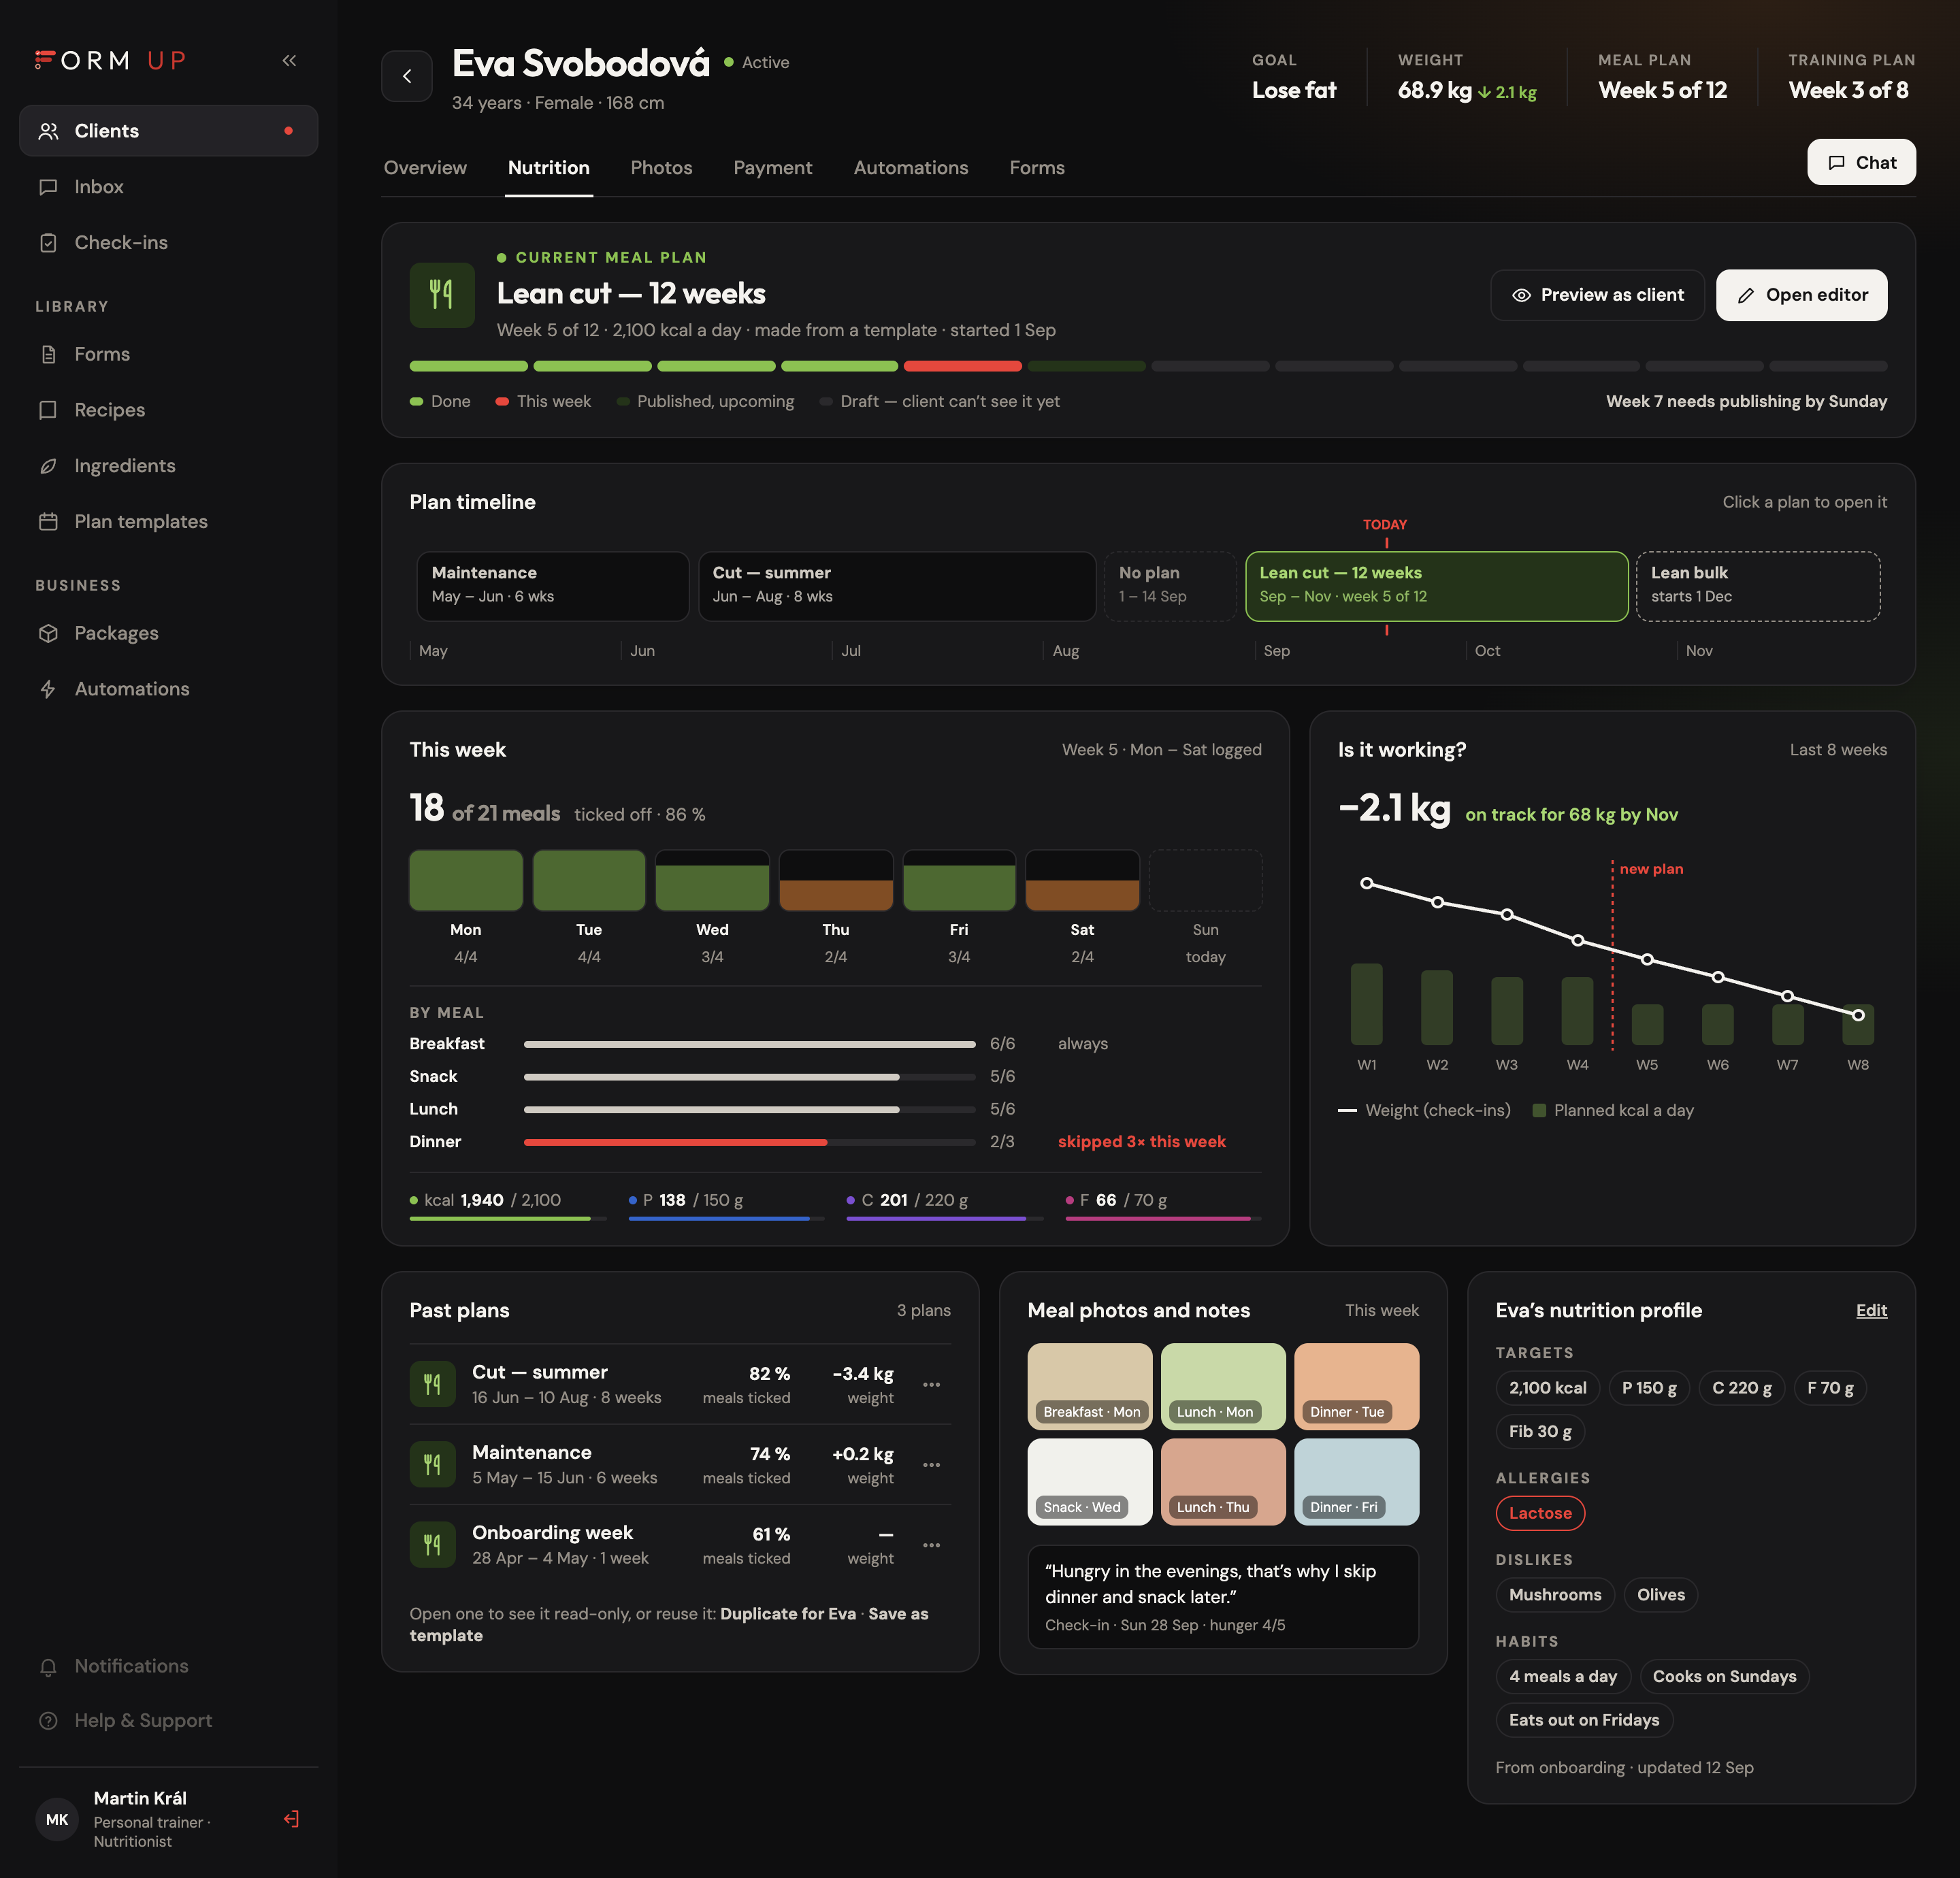 FORM UP
Clients
Inbox
Check-ins
LIBRARY
Forms
Recipes
Ingredients
Plan templates
BUSINESS
Packages
Automations
Notifications
Help & Support
MK
Martin Král
Personal trainer ·
Nutritionist
Eva Svobodová
Active
34 years · Female · 168 cm
GOAL
Lose fat
WEIGHT
68.9 kg ↓ 2.1 kg
MEAL PLAN
Week 5 of 12
TRAINING PLAN
Week 3 of 8
Overview
Nutrition
Photos
Payment
Automations
Forms
Chat
CURRENT MEAL PLAN
Lean cut — 12 weeks
Week 5 of 12 · 2,100 kcal a day · made from a template · started 1 Sep
Preview as client
Open editor
Done
This week
Published, upcoming
Draft — client can’t see it yet
Week 7 needs publishing by Sunday
Plan timeline
Click a plan to open it
TODAY
Maintenance
May – Jun · 6 wks
Cut — summer
Jun – Aug · 8 wks
No plan
1 – 14 Sep
Lean cut — 12 weeks
Sep – Nov · week 5 of 12
Lean bulk
starts 1 Dec
May
Jun
Jul
Aug
Sep
Oct
Nov
This week
Week 5 · Mon – Sat logged
18 of 21 meals ticked off · 86 %
Mon
Tue
Wed
Thu
Fri
Sat
Sun
4/4
4/4
3/4
2/4
3/4
2/4
today
BY MEAL
Breakfast 6/6 always
Snack 5/6
Lunch 5/6
Dinner 2/3 skipped 3× this week
kcal 1,940 / 2,100
P 138 / 150 g
C 201 / 220 g
F 66 / 70 g
Is it working?
Last 8 weeks
−2.1 kg on track for 68 kg by Nov
new plan
W1
W2
W3
W4
W5
W6
W7
W8
Weight (check-ins)
Planned kcal a day
Past plans
3 plans
Cut — summer
16 Jun – 10 Aug · 8 weeks
82 %
meals ticked
−3.4 kg
weight
Maintenance
5 May – 15 Jun · 6 weeks
74 %
meals ticked
+0.2 kg
weight
Onboarding week
28 Apr – 4 May · 1 week
61 %
meals ticked
—
weight
Open one to see it read-only, or reuse it: Duplicate for Eva · Save as
template
Meal photos and notes
This week
Breakfast · Mon
Lunch · Mon
Dinner · Tue
Snack · Wed
Lunch · Thu
Dinner · Fri
“Hungry in the evenings, that’s why I skip
dinner and snack later.”
Check-in · Sun 28 Sep · hunger 4/5
Eva’s nutrition profile
Edit
TARGETS
2,100 kcal
P 150 g
C 220 g
F 70 g
Fib 30 g
ALLERGIES
Lactose
DISLIKES
Mushrooms
Olives
HABITS
4 meals a day
Cooks on Sundays
Eats out on Fridays
From onboarding · updated 12 Sep